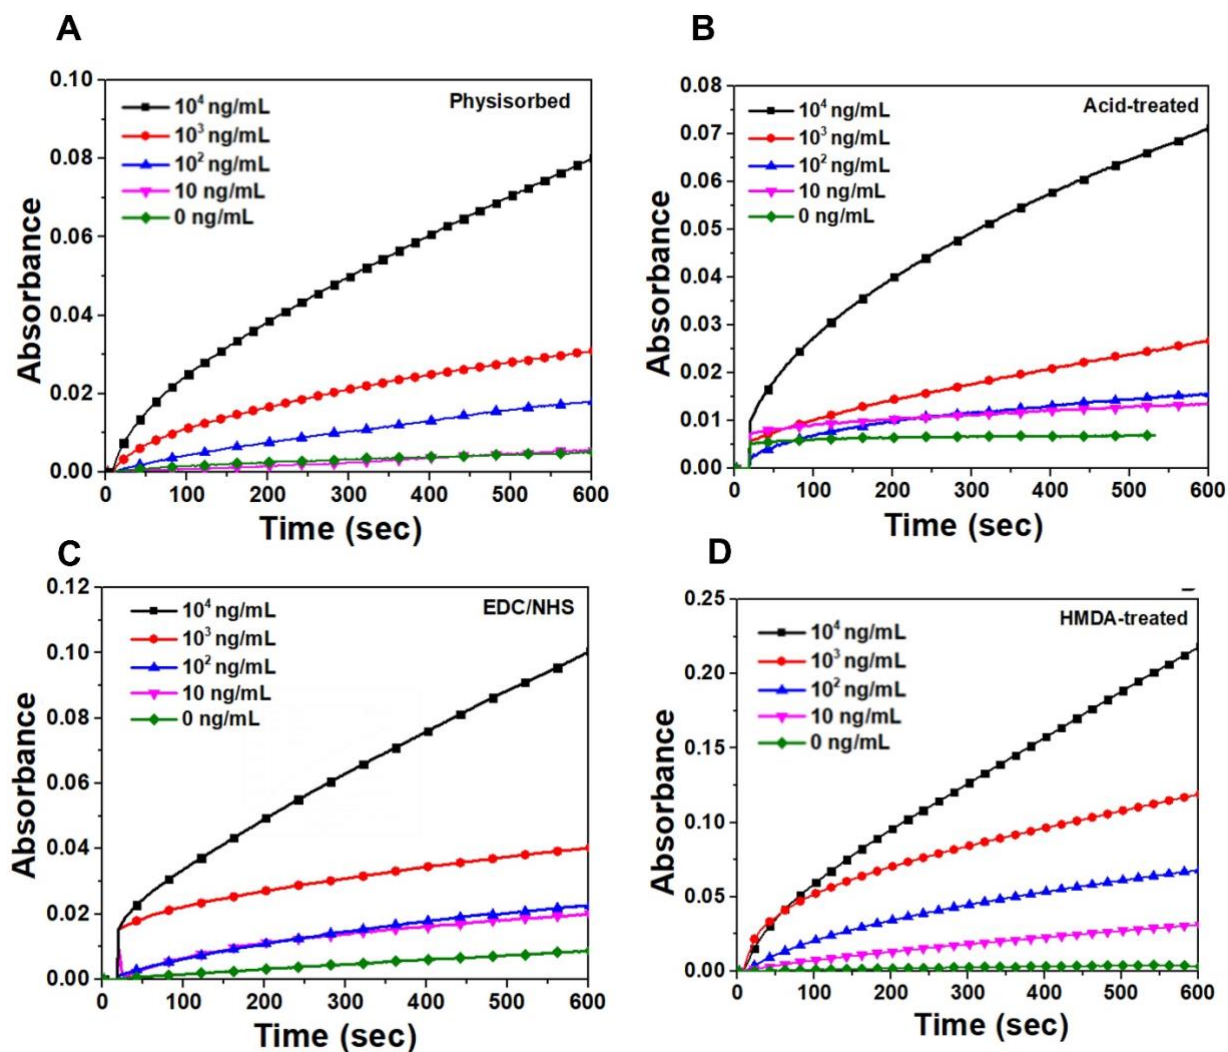 A
Physisorbed
10⁴ ng/mL
10³ ng/mL
10² ng/mL
10 ng/mL
0 ng/mL
0.10
0.08
0.06
0.04
0.02
0.00
0 100 200 300 400 500 600
Absorbance
Time (sec)
B
Acid-treated
10⁴ ng/mL
10³ ng/mL
10² ng/mL
10 ng/mL
0 ng/mL
0.08
0.07
0.06
0.05
0.04
0.03
0.02
0.01
0.00
0 100 200 300 400 500 600
Absorbance
Time (sec)
C
EDC/NHS
10⁴ ng/mL
10³ ng/mL
10² ng/mL
10 ng/mL
0 ng/mL
0.12
0.10
0.08
0.06
0.04
0.02
0.00
0 100 200 300 400 500 600
Absorbance
Time (sec)
D
HMDA-treated
10⁴ ng/mL
10³ ng/mL
10² ng/mL
10 ng/mL
0 ng/mL
0.25
0.20
0.15
0.10
0.05
0.00
0 100 200 300 400 500 600
Absorbance
Time (sec)